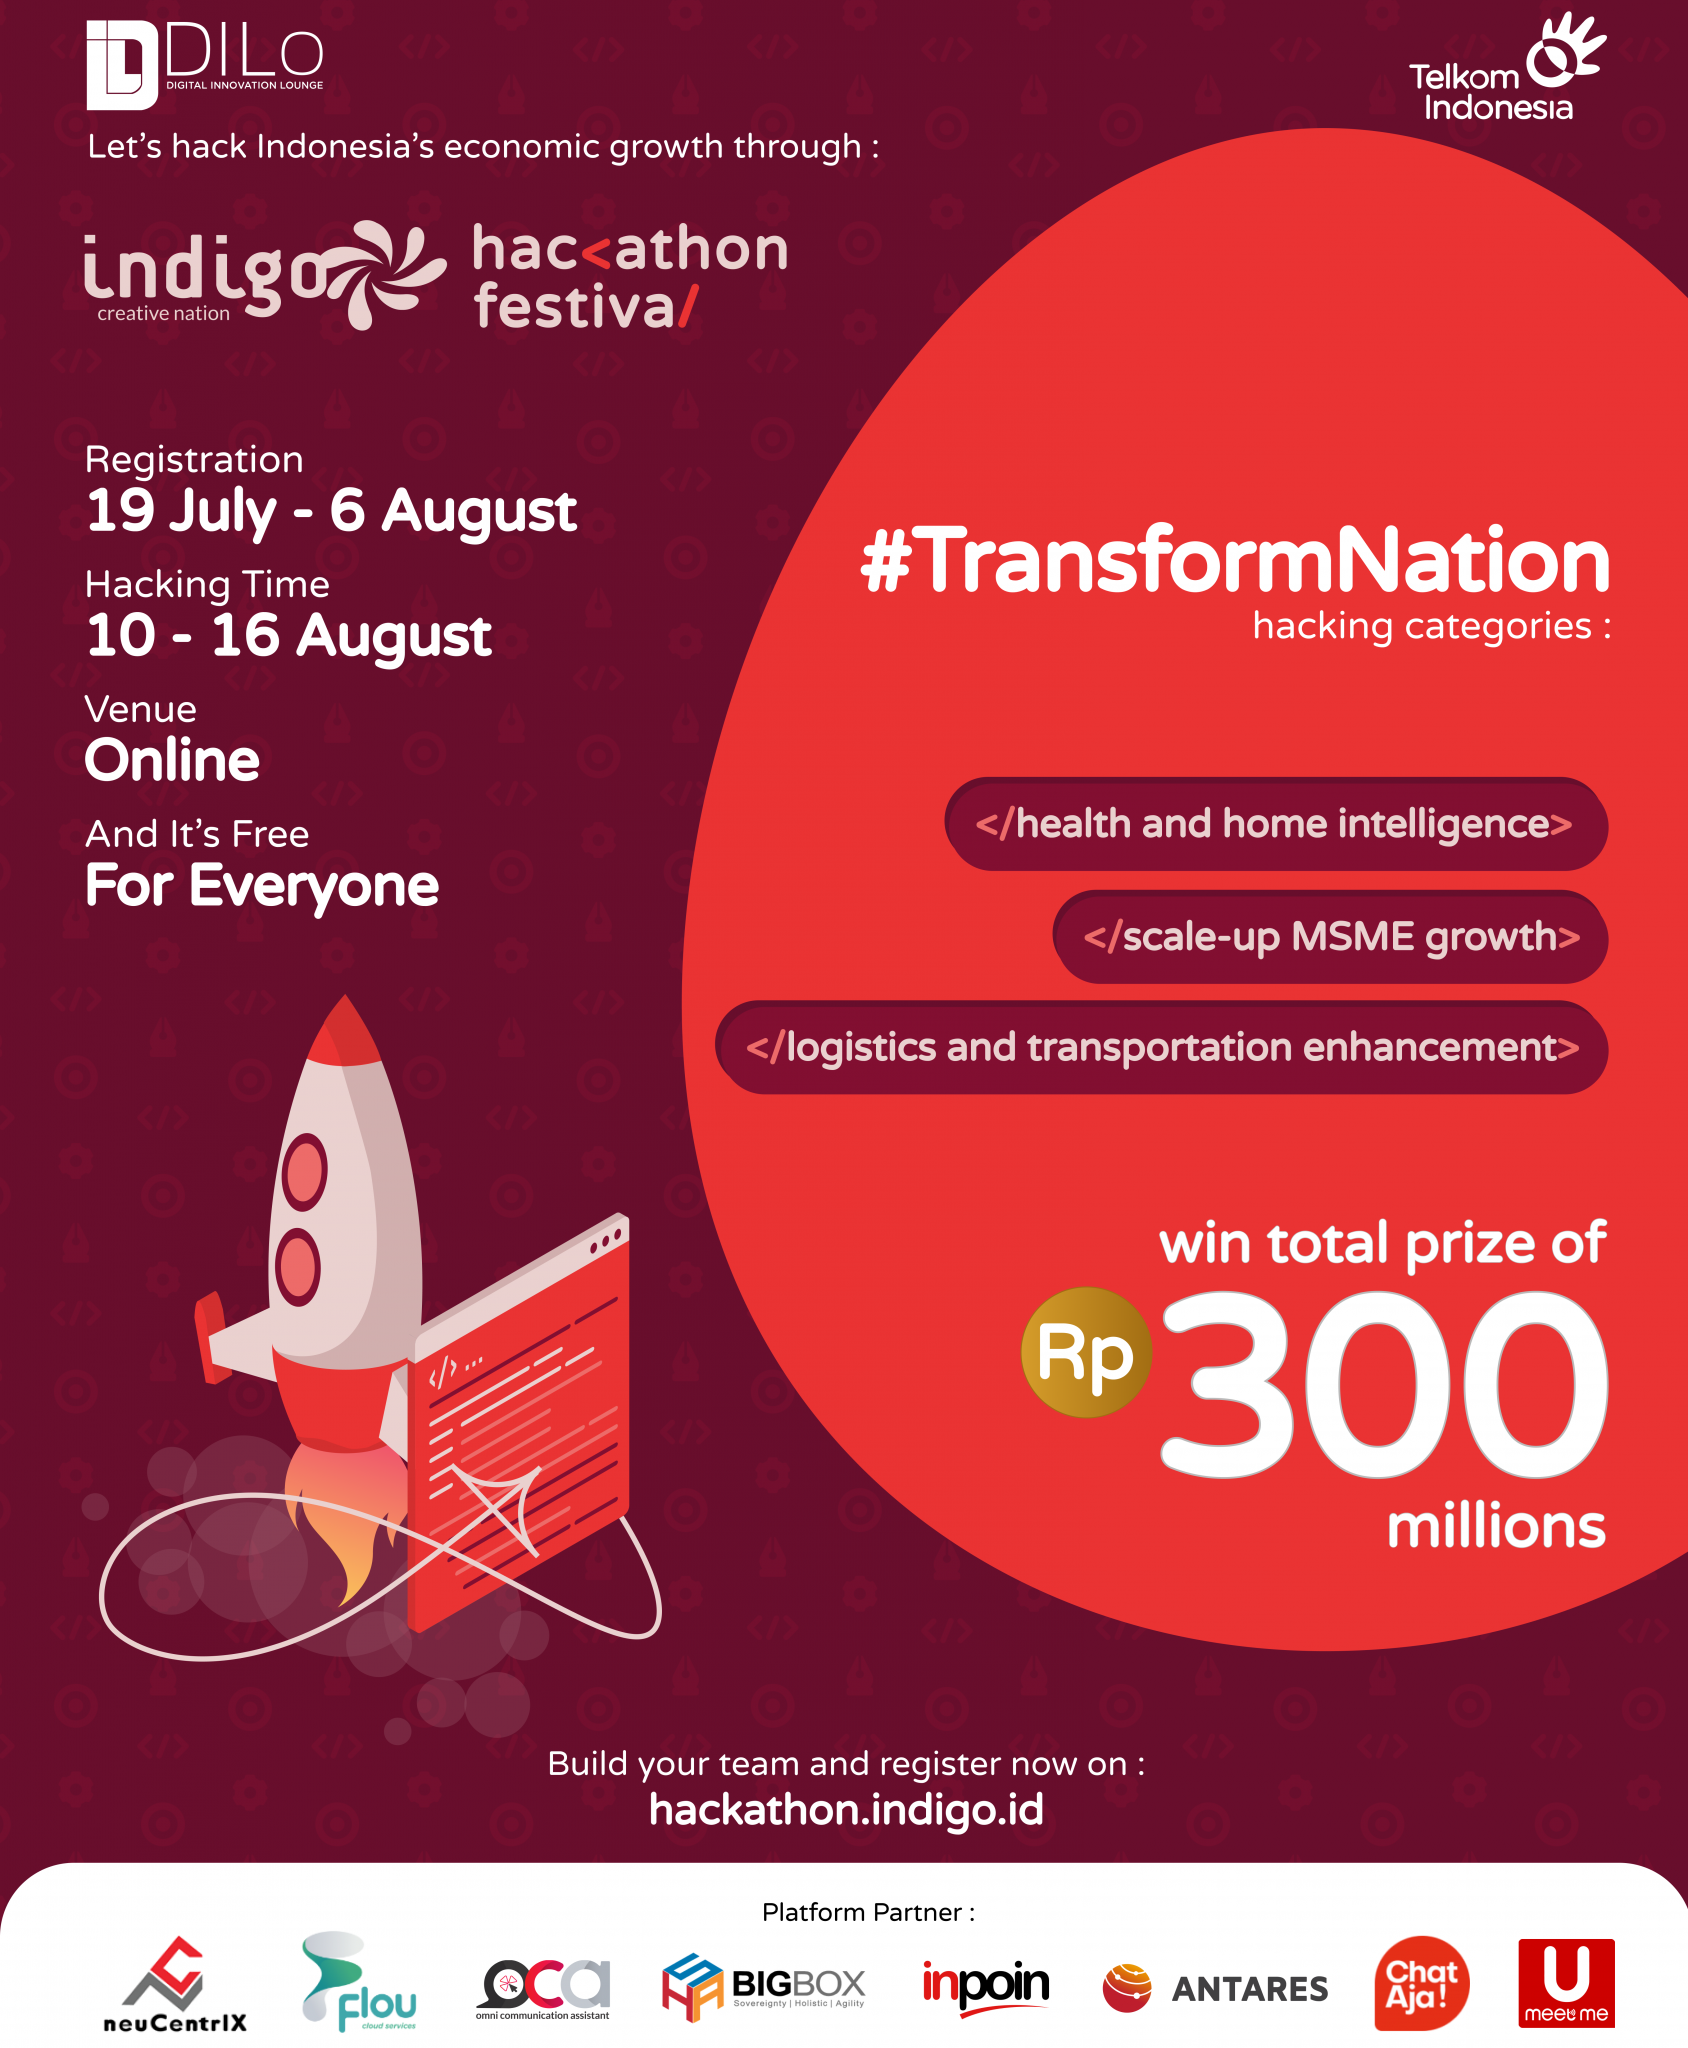 DILo
DIGITAL INNOVATION LOUNGE
Telkom
Indonesia
Let's hack Indonesia's economic growth through :
indigo
creative nation
hac<athon
festiva/
Registration
19 July - 6 August
Hacking Time
10 - 16 August
Venue
Online
And It's Free
For Everyone
#TransformNation
hacking categories :
</health and home intelligence>
</scale-up MSME growth>
</logistics and transportation enhancement>
win total prize of
Rp 300
millions
</> ...
Build your team and register now on :
hackathon.indigo.id
Platform Partner :
neuCentrIX
Flou
cloud services
oca
omni communication assistant
BIGBOX
Sovereignty | Holistic | Agility
inpoin
ANTARES
Chat
Aja!
U
meet me